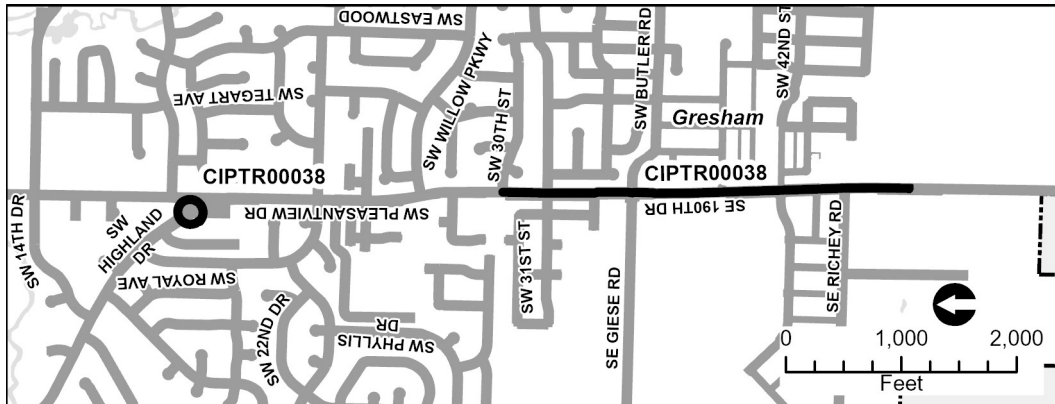 SW EASTWOOD
SW BUTLER RD
SW 42ND ST
SW WILLOW PKWY
SW TEGART AVE
SW 30TH ST
Gresham
CIPTR00038
CIPTR00038
SW 14TH DR
SW
HIGHLAND
DR
SW PLEASANTVIEW DR
SE 190TH DR
SW ROYAL AVE
SW 31ST ST
SE RICHEY RD
SW 22ND DR
SW PHYLLIS
DR
SE GIESE RD
0
1,000
2,000
Feet